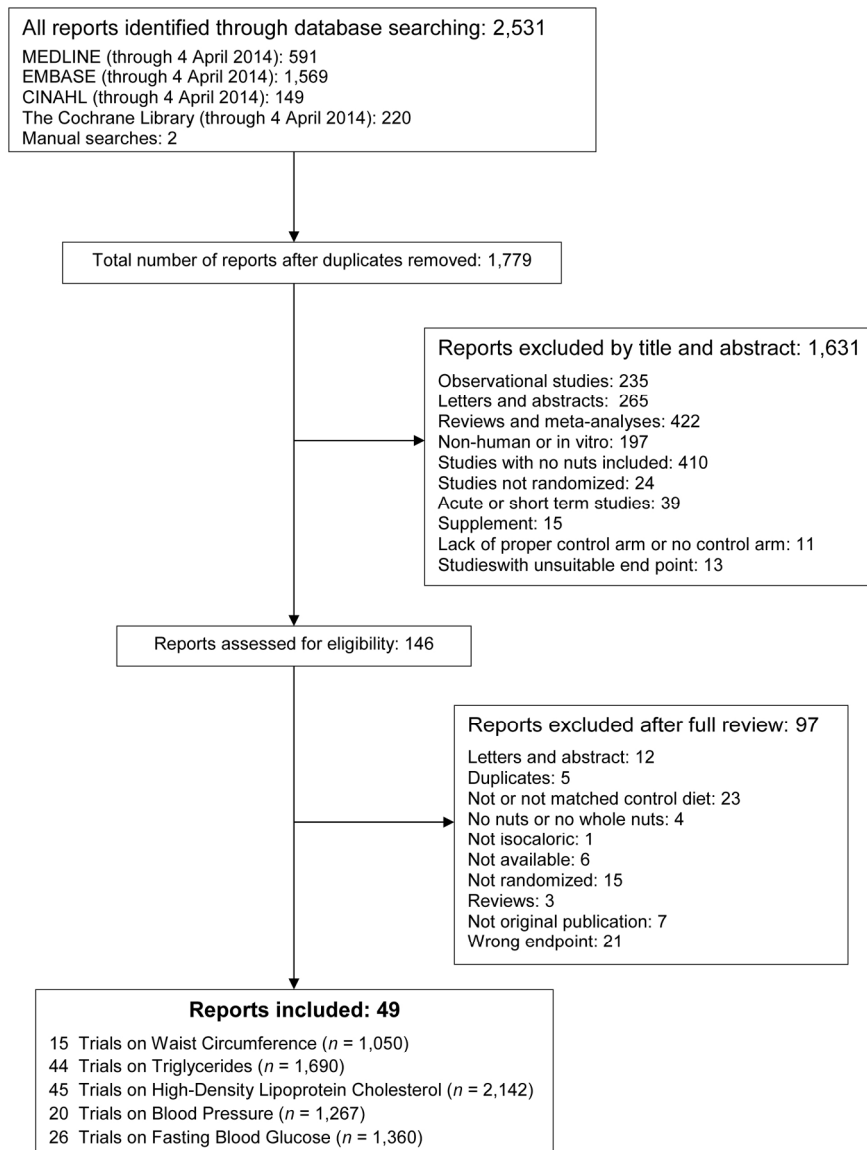 All reports identified through database searching: 2,531
MEDLINE (through 4 April 2014): 591
EMBASE (through 4 April 2014): 1,569
CINAHL (through 4 April 2014): 149
The Cochrane Library (through 4 April 2014): 220
Manual searches: 2
Total number of reports after duplicates removed: 1,779
Reports excluded by title and abstract: 1,631
Observational studies: 235
Letters and abstracts: 265
Reviews and meta-analyses: 422
Non-human or in vitro: 197
Studies with no nuts included: 410
Studies not randomized: 24
Acute or short term studies: 39
Supplement: 15
Lack of proper control arm or no control arm: 11
Studieswith unsuitable end point: 13
Reports assessed for eligibility: 146
Reports excluded after full review: 97
Letters and abstract: 12
Duplicates: 5
Not or not matched control diet: 23
No nuts or no whole nuts: 4
Not isocaloric: 1
Not available: 6
Not randomized: 15
Reviews: 3
Not original publication: 7
Wrong endpoint: 21
Reports included: 49
15 Trials on Waist Circumference (n = 1,050)
44 Trials on Triglycerides (n = 1,690)
45 Trials on High-Density Lipoprotein Cholesterol (n = 2,142)
20 Trials on Blood Pressure (n = 1,267)
26 Trials on Fasting Blood Glucose (n = 1,360)